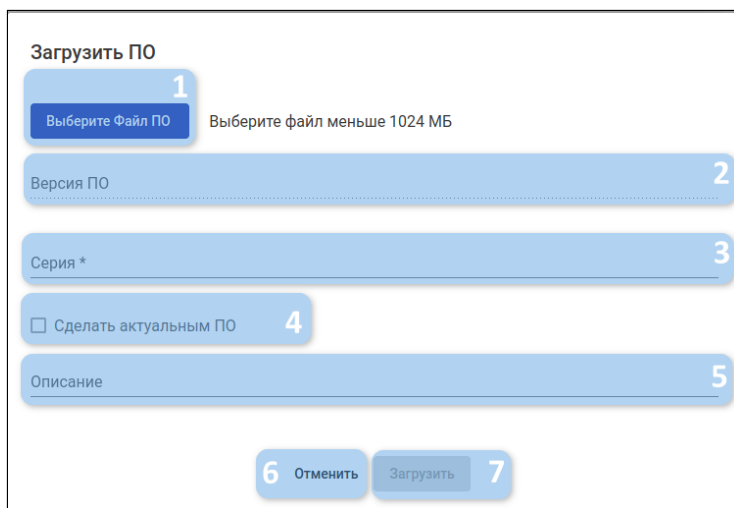 Загрузить ПО
1
Выберите Файл ПО Выберите файл меньше 1024 МБ
Версия ПО 2
Серия * 3
Сделать актуальным ПО 4
Описание 5
6 Отменить Загрузить 7